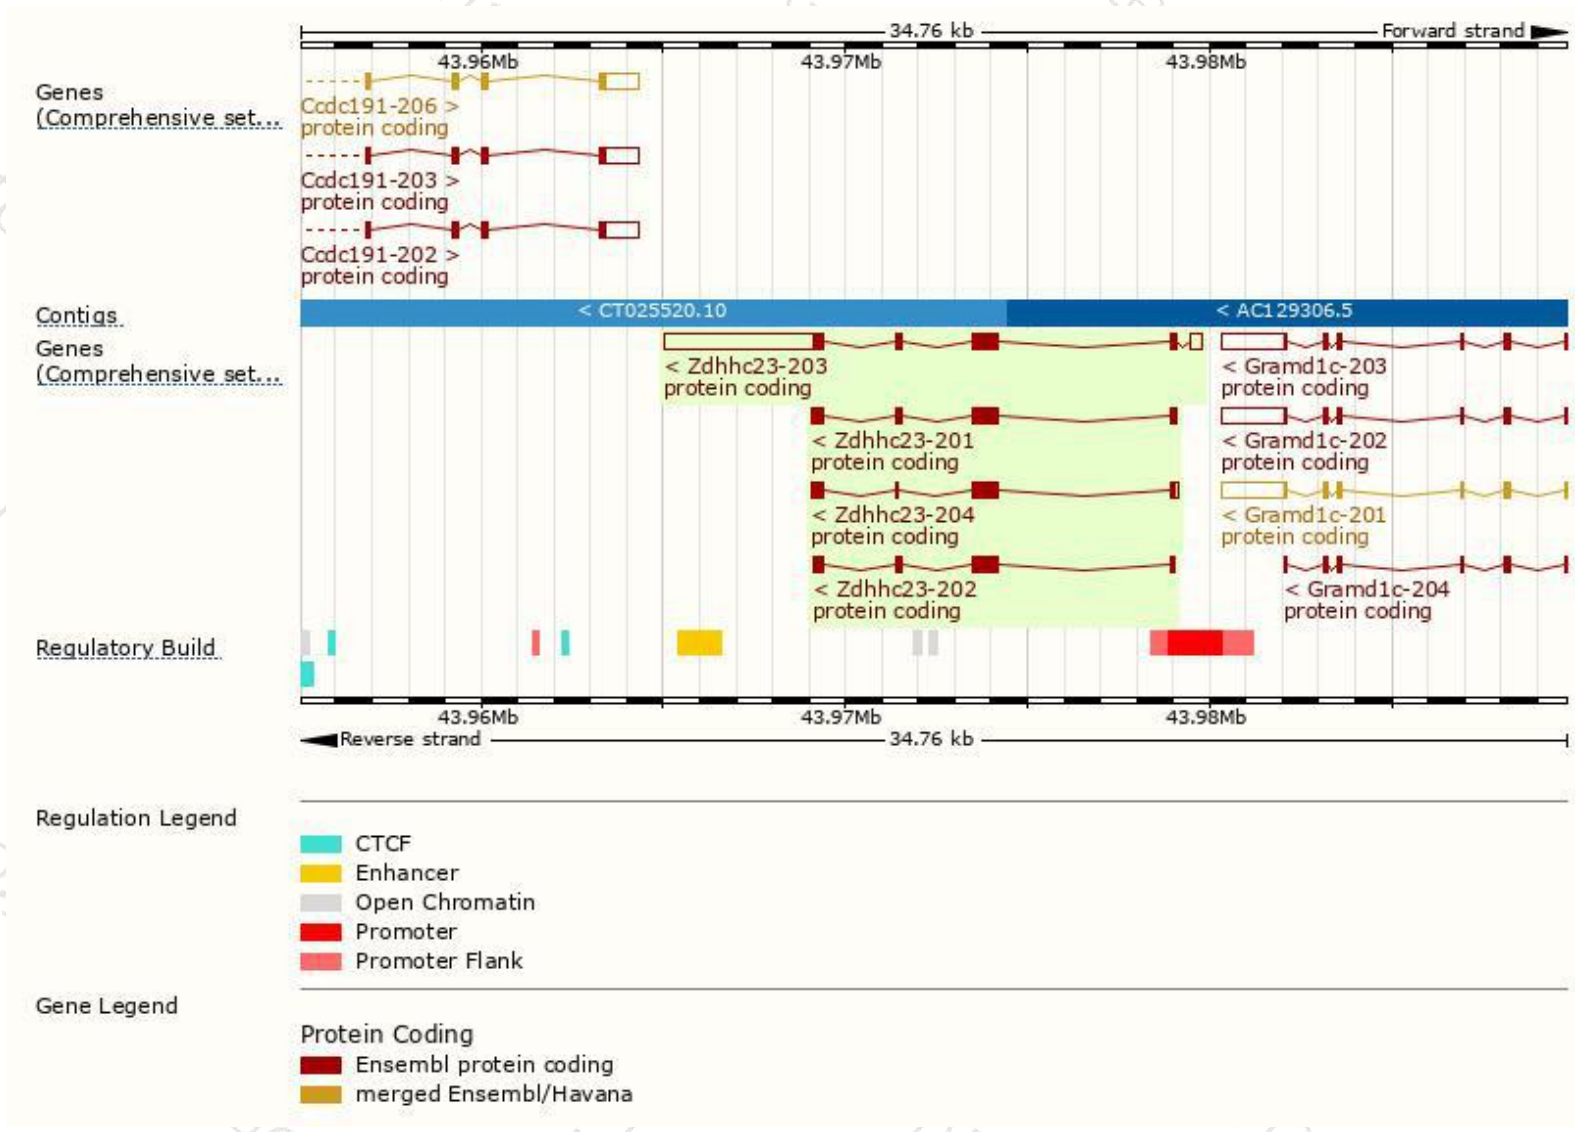 34.76 kb
Forward strand
43.96Mb 43.97Mb 43.98Mb
Genes
(Comprehensive set...
Ccdc191-206 >
protein coding
Ccdc191-203 >
protein coding
Ccdc191-202 >
protein coding
Contigs
< CT025520.10 < AC129306.5
Genes
(Comprehensive set...
< Zdhhc23-203 < Gramd1c-203
protein coding protein coding
< Zdhhc23-201 < Gramd1c-202
protein coding protein coding
< Zdhhc23-204 < Gramd1c-201
protein coding protein coding
< Zdhhc23-202 < Gramd1c-204
protein coding protein coding
Regulatory Build
43.96Mb 43.97Mb 43.98Mb
Reverse strand 34.76 kb
Regulation Legend
CTCF
Enhancer
Open Chromatin
Promoter
Promoter Flank
Gene Legend
Protein Coding
Ensembl protein coding
merged Ensembl/Havana